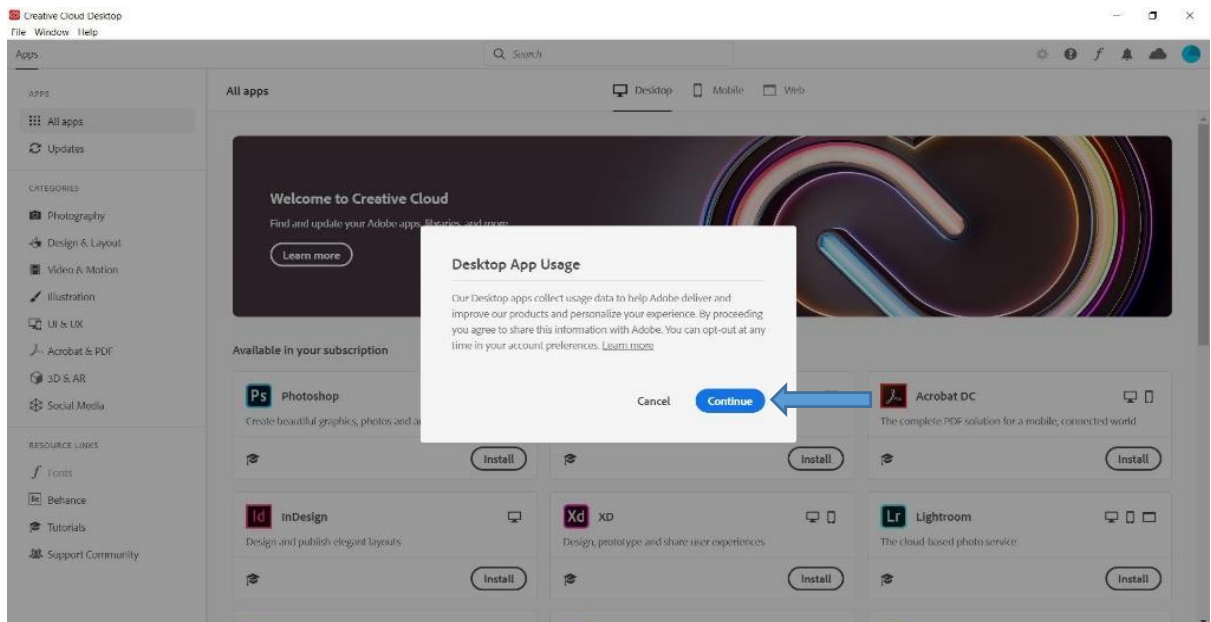 Creative Cloud Desktop
File Window Help
Apps
Search
APPS
All apps
Updates
CATEGORIES
Photography
Design & Layout
Video & Motion
Illustration
UI & UX
Acrobat & PDF
3D & AR
Social Media
RESOURCE LINKS
Fonts
Behance
Tutorials
Support Community
All apps
Desktop Mobile Web
Welcome to Creative Cloud
Find and update your Adobe apps, libraries, and more
Learn more
Desktop App Usage
Our Desktop apps collect usage data to help Adobe deliver and
improve our products and personalize your experience. By proceeding
you agree to share this information with Adobe. You can opt-out at any
time in your account preferences. Learn more
Cancel Continue
Available in your subscription
Ps Photoshop
Create beautiful graphics, photos and
Install
Install
Acrobat DC
The complete PDF solution for a mobile, connected world
Install
Id InDesign
Design and publish elegant layouts
Install
Xd XD
Design, prototype and share user experiences
Install
Lr Lightroom
The cloud based photo service
Install